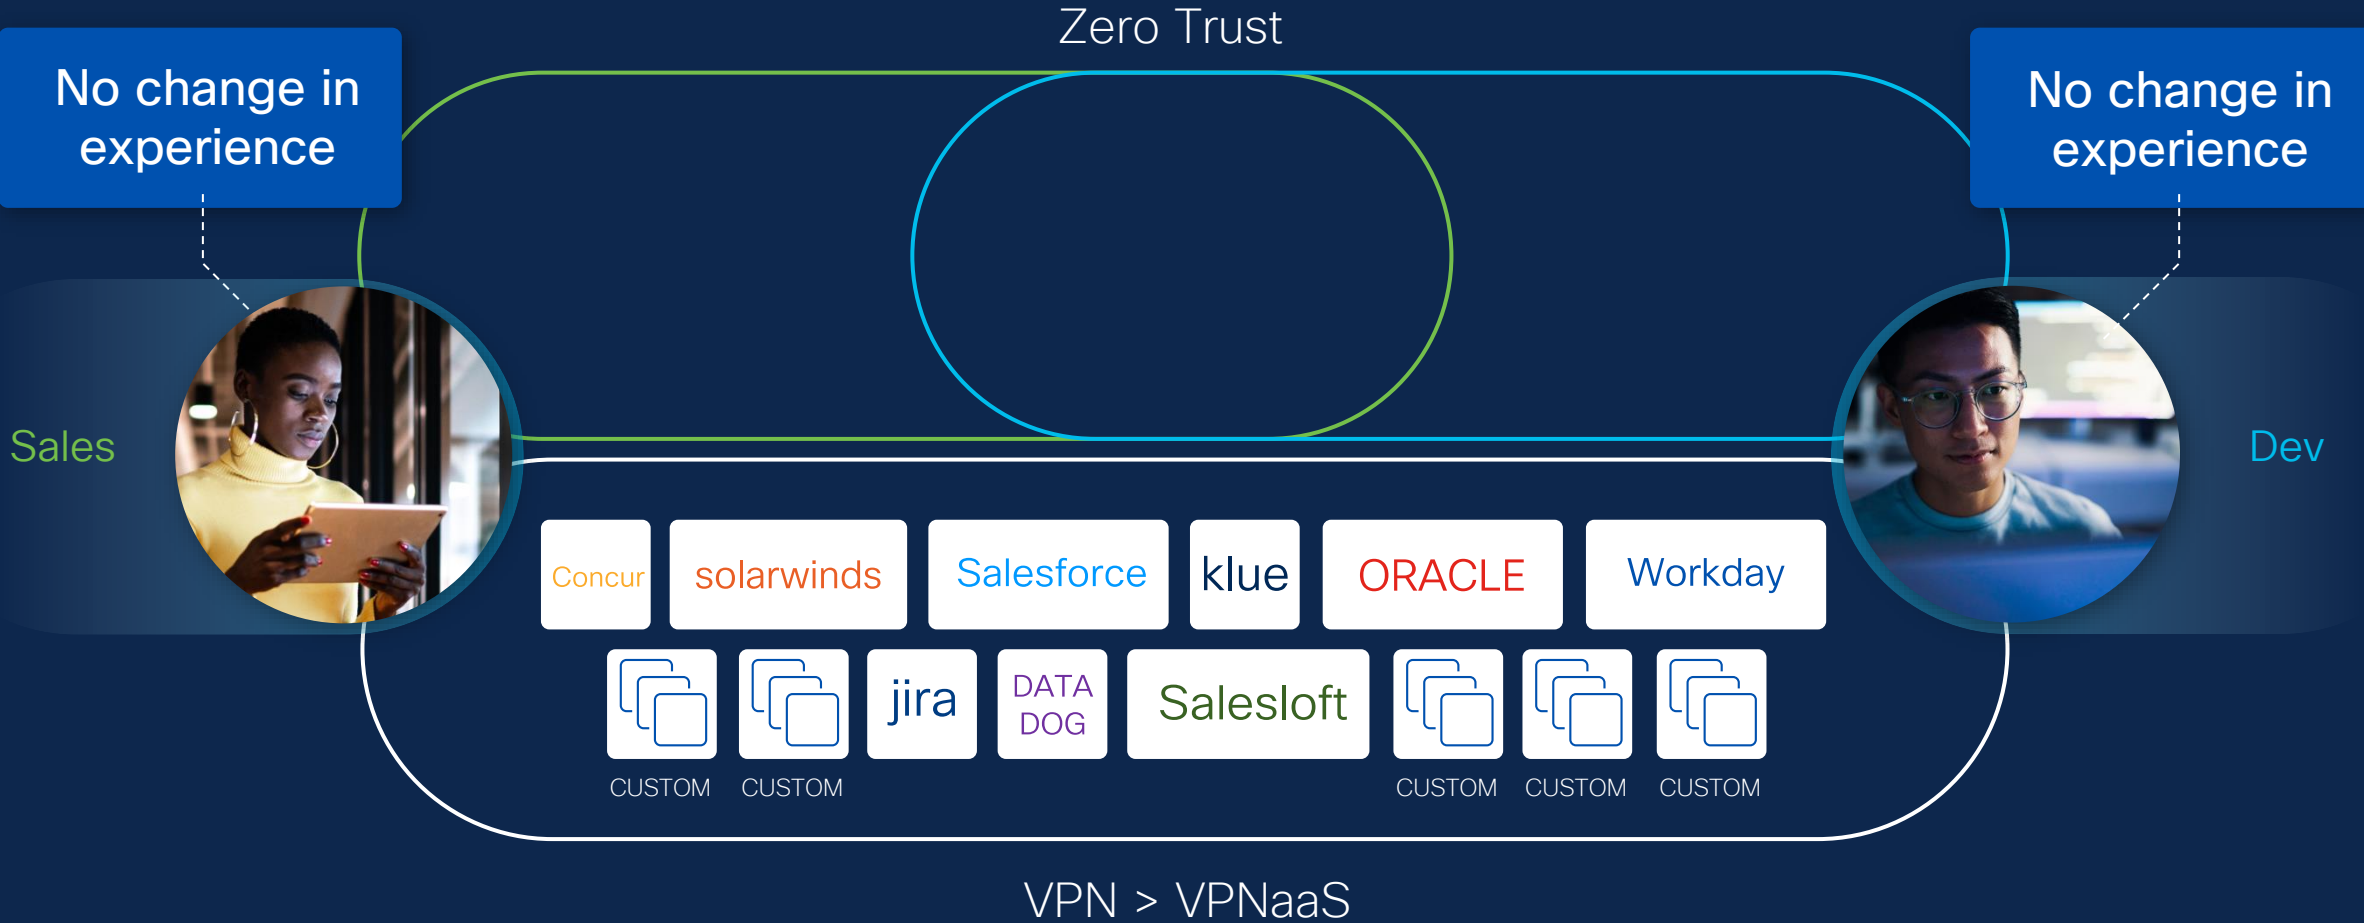 Zero Trust
No change in
experience
No change in
experience
Sales
Dev
Concur
solarwinds
Salesforce
klue
ORACLE
Workday
jira
DATA
DOG
Salesloft
CUSTOM
CUSTOM
CUSTOM
CUSTOM
CUSTOM
VPN > VPNaaS